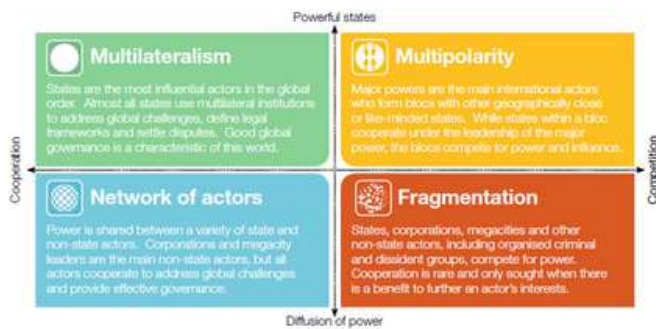 Powerful states
Multilateralism
States are the most influential actors in the global
order. Almost all states use multilateral institutions
to address global challenges, define legal
frameworks and settle disputes. Good global
governance is a characteristic of this world.
Multipolarity
Major powers are the main international actors
who form blocs with other geographically close
or like-minded states. While states within a bloc
cooperate under the leadership of the major
power, the blocs compete for power and influence.
Cooperation
Competition
Network of actors
Power is shared between a variety of state and
non-state actors. Corporations and megacity
leaders are the main non-state actors, but all
actors cooperate to address global challenges
and provide effective governance.
Fragmentation
States, corporations, megacities and other
non-state actors, including organised criminal
and dissident groups, compete for power.
Cooperation is rare and only sought when there
is a benefit to further an actor's interests.
Diffusion of power